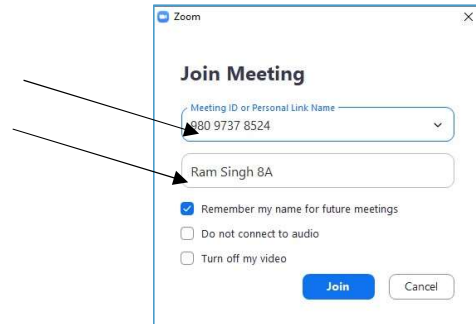 Zoom
Join Meeting
Meeting ID or Personal Link Name
980 9737 8524
Ram Singh 8A
Remember my name for future meetings
Do not connect to audio
Turn off my video
Join Cancel